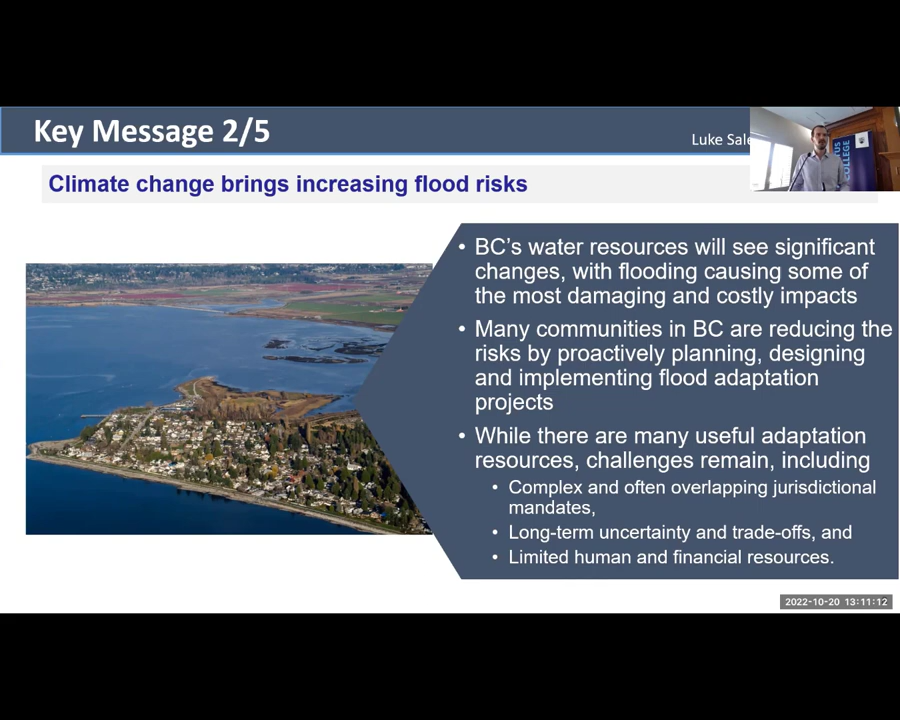 Key Message 2/5
Luke Sale
Climate change brings increasing flood risks
• BC's water resources will see significant
changes, with flooding causing some of
the most damaging and costly impacts
• Many communities in BC are reducing the
risks by proactively planning, designing
and implementing flood adaptation
projects
• While there are many useful adaptation
resources, challenges remain, including
• Complex and often overlapping jurisdictional
mandates,
• Long-term uncertainty and trade-offs, and
• Limited human and financial resources.
TUS
COLLEGE
2022-10-20 13:11:12